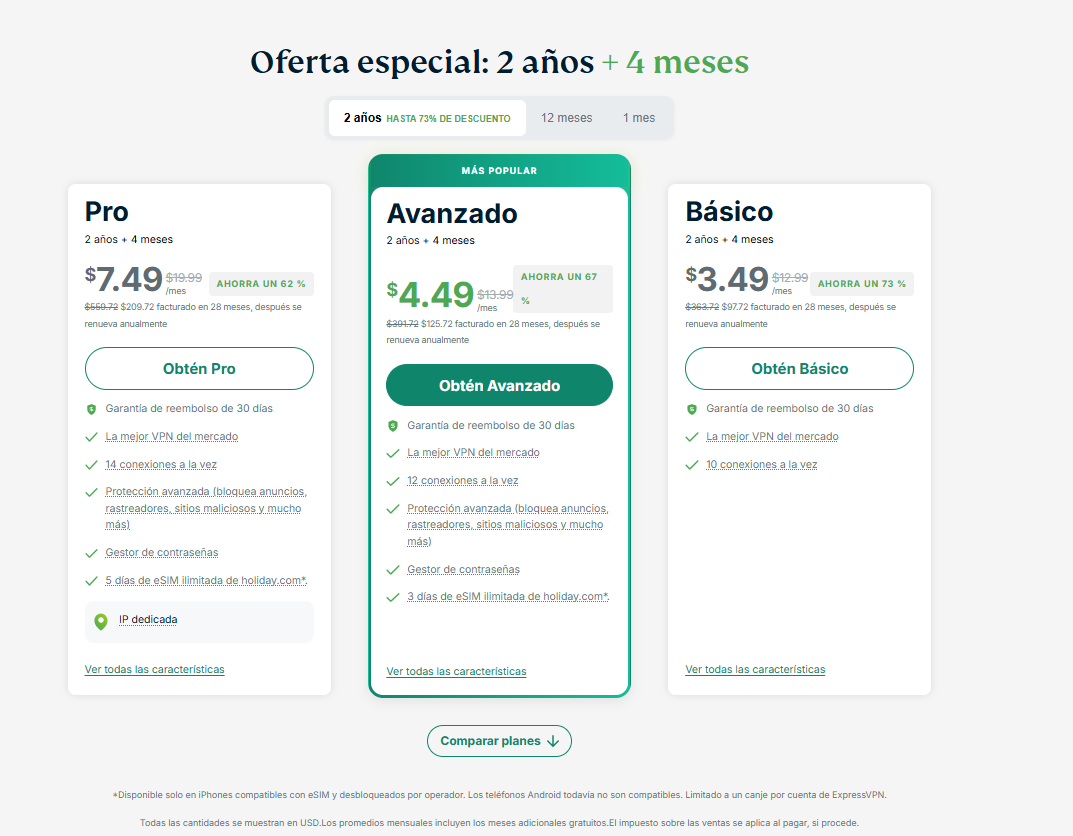 Oferta especial: 2 años + 4 meses
2 años HASTA 73% DE DESCUENTO
12 meses
1 mes
Pro
2 años + 4 meses
$7.49 $19.99 /mes
AHORRA UN 62 %
$559.72 $209.72 facturado en 28 meses, después se
renueva anualmente
Obtén Pro
Garantía de reembolso de 30 días
La mejor VPN del mercado
14 conexiones a la vez
Protección avanzada (bloquea anuncios,
rastreadores, sitios maliciosos y mucho
más)
Gestor de contraseñas
5 días de eSIM ilimitada de holiday.com*.
IP dedicada
Ver todas las características
MÁS POPULAR
Avanzado
2 años + 4 meses
$4.49 $13.99 /mes
AHORRA UN 67
%
$391.72 $125.72 facturado en 28 meses, después se
renueva anualmente
Obtén Avanzado
Garantía de reembolso de 30 días
La mejor VPN del mercado
12 conexiones a la vez
Protección avanzada (bloquea anuncios,
rastreadores, sitios maliciosos y mucho
más)
Gestor de contraseñas
3 días de eSIM ilimitada de holiday.com*.
Ver todas las características
Básico
2 años + 4 meses
$3.49 $12.99 /mes
AHORRA UN 73 %
$363.72 $97.72 facturado en 28 meses, después se
renueva anualmente
Obtén Básico
Garantía de reembolso de 30 días
La mejor VPN del mercado
10 conexiones a la vez
Ver todas las características
Comparar planes
*Disponible solo en iPhones compatibles con eSIM y desbloqueados por operador. Los teléfonos Android todavía no son compatibles. Limitado a un canje por cuenta de ExpressVPN.
Todas las cantidades se muestran en USD.Los promedios mensuales incluyen los meses adicionales gratuitos.El impuesto sobre las ventas se aplica al pagar, si procede.